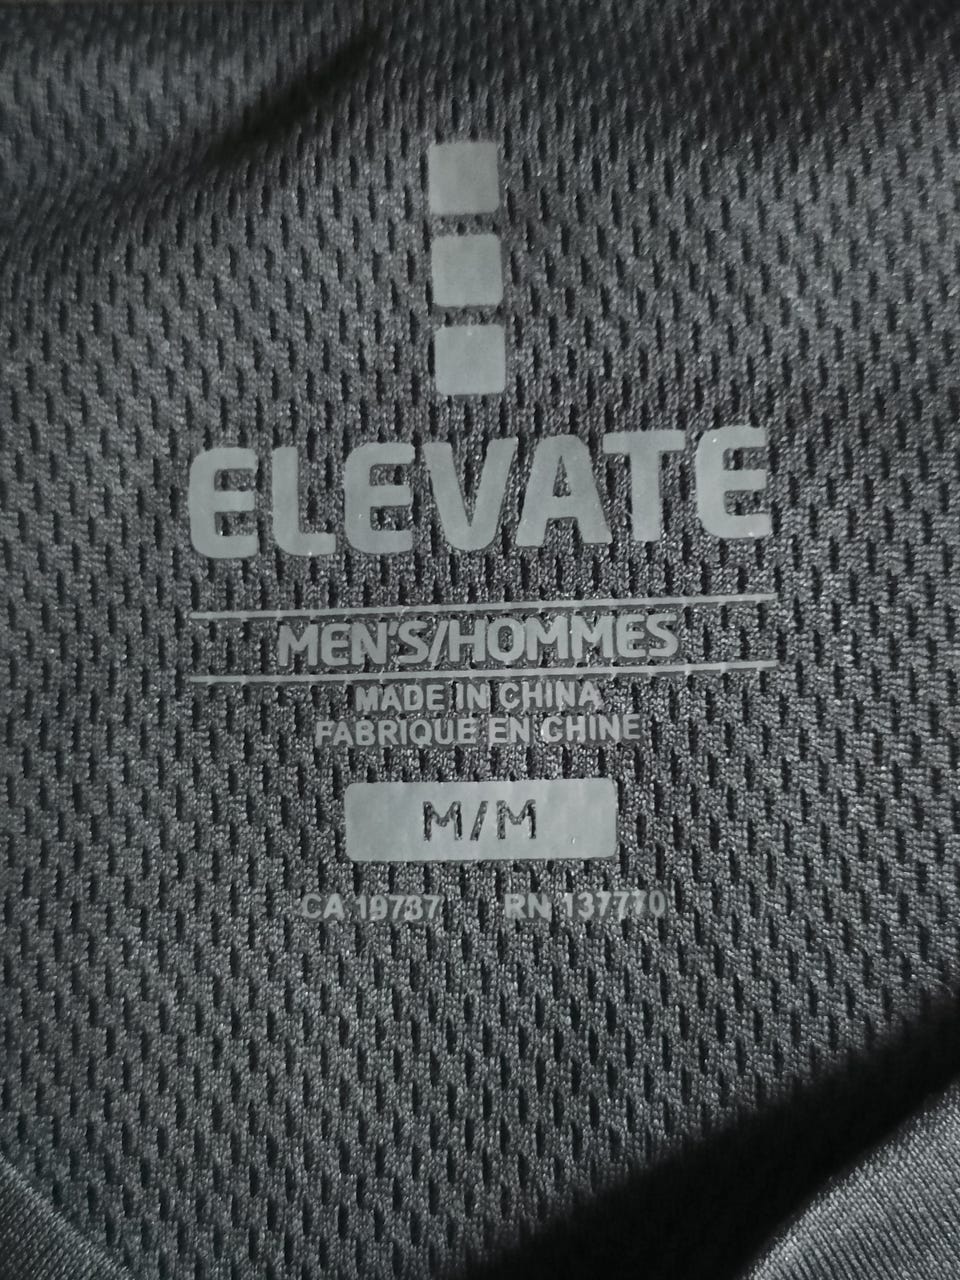 ELEVATE
MEN'S/HOMMES
MADE IN CHINA
FABRIQUE EN CHINE
M/M
CA 19737 RN 137770